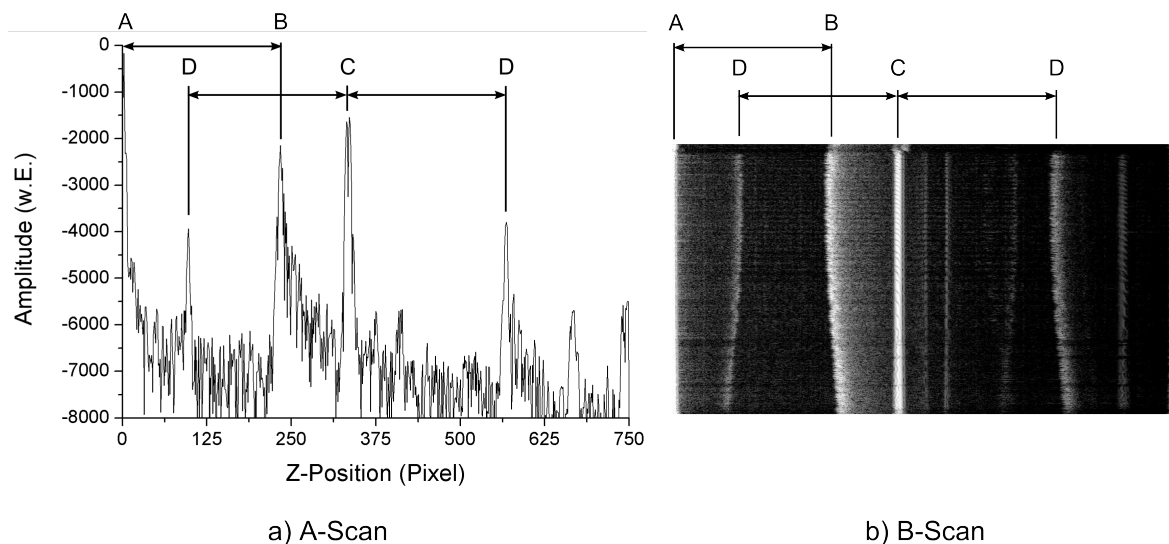 A B
D C D
0
-1000
-2000
-3000
-4000
-5000
-6000
-7000
-8000
Amplitude (w.E.)
0 125 250 375 500 625 750
Z-Position (Pixel)
a) A-Scan
A B
D C D
b) B-Scan